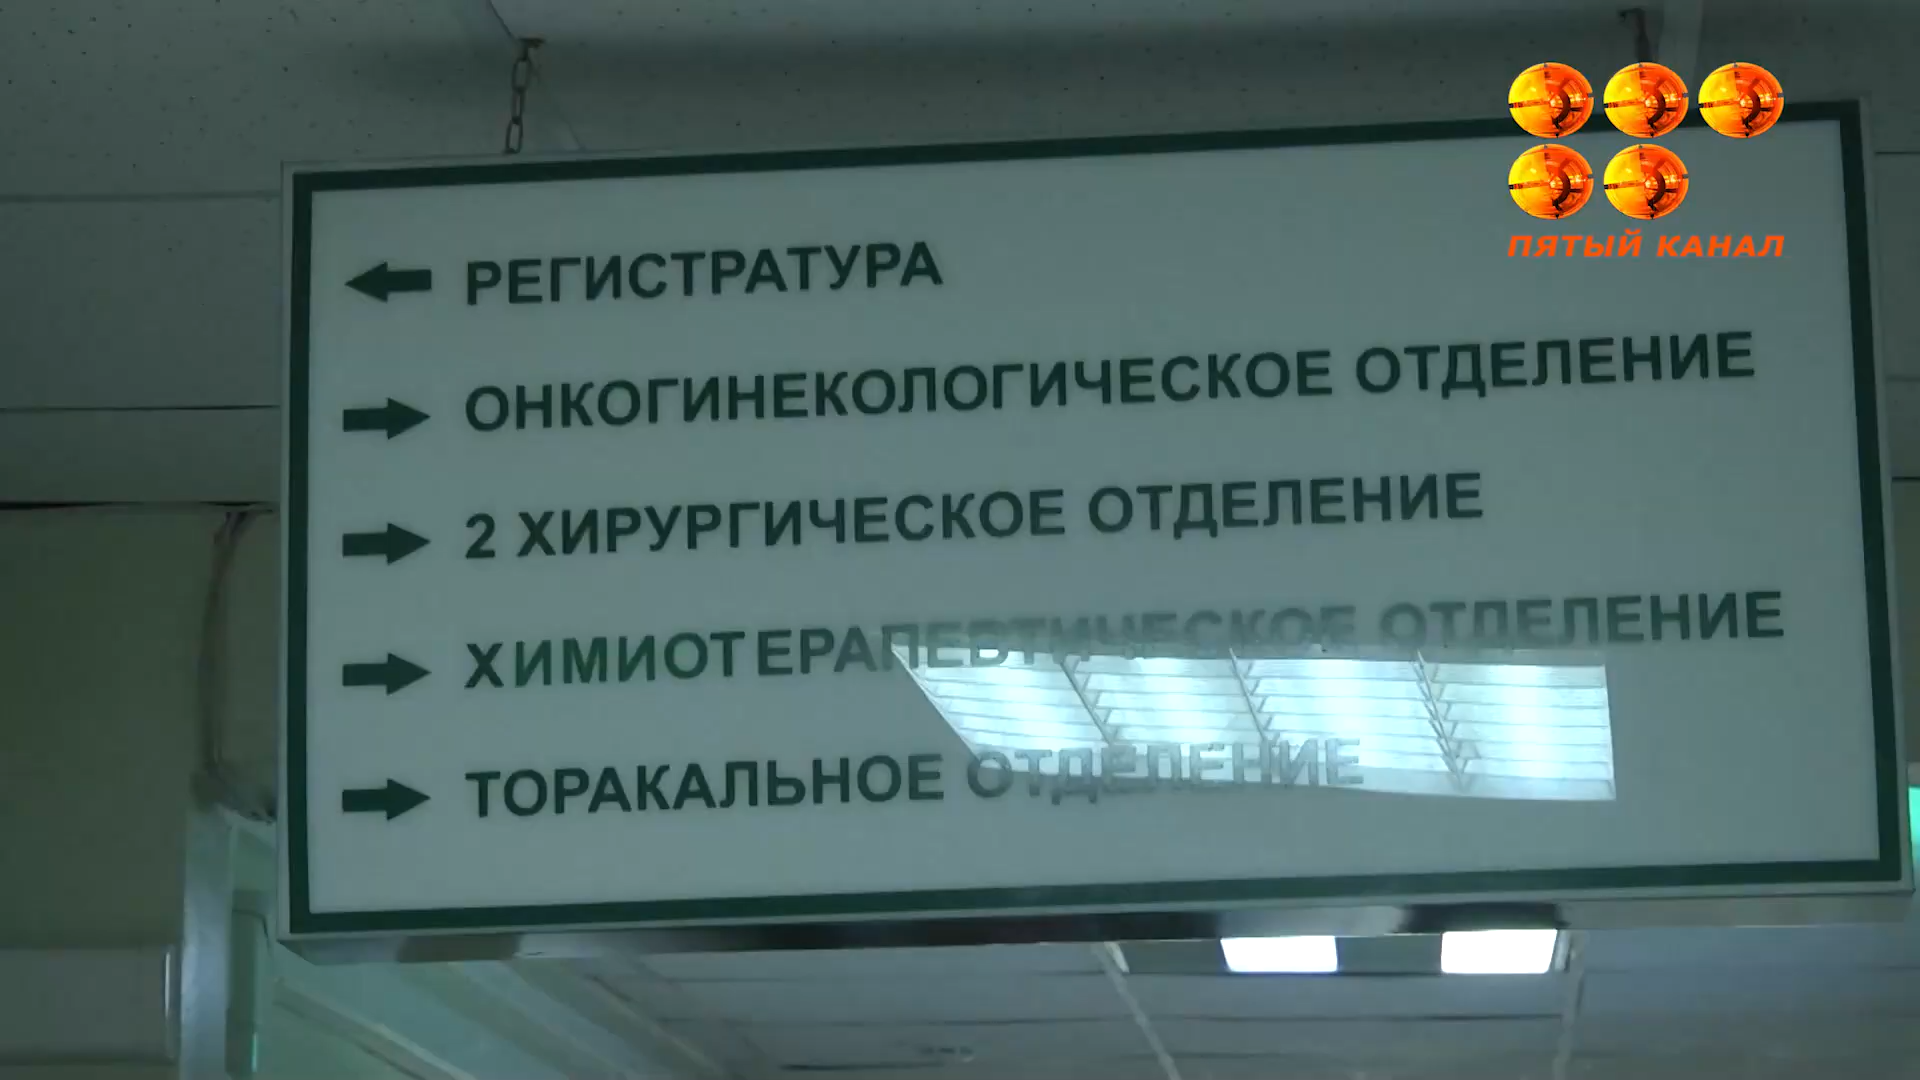 ПЯТЫЙ КАНАЛ
РЕГИСТРАТУРА
ОНКОГИНЕКОЛОГИЧЕСКОЕ ОТДЕЛЕНИЕ
2 ХИРУРГИЧЕСКОЕ ОТДЕЛЕНИЕ
ХИМИОТЕРАПЕВТИЧЕСКОЕ ОТДЕЛЕНИЕ
ТОРАКАЛЬНОЕ ОТДЕЛЕНИЕ